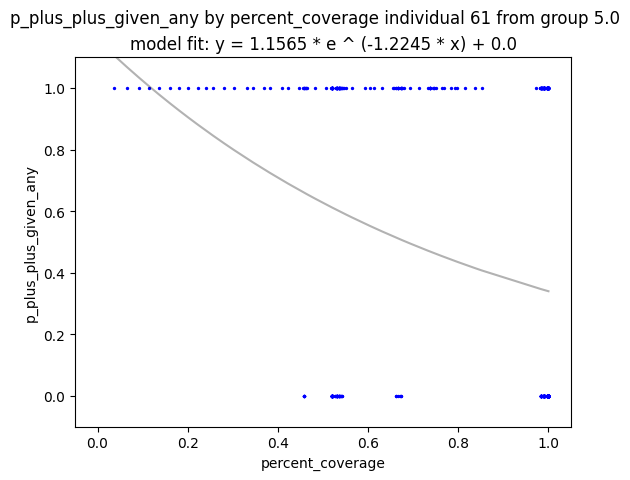 p_plus_plus_given_any by percent_coverage individual 61 from group 5.0
model fit: y = 1.1565 * e ^ (-1.2245 * x) + 0.0
1.0
0.8
0.6
0.4
0.2
0.0
p_plus_plus_given_any
0.0 0.2 0.4 0.6 0.8 1.0
percent_coverage